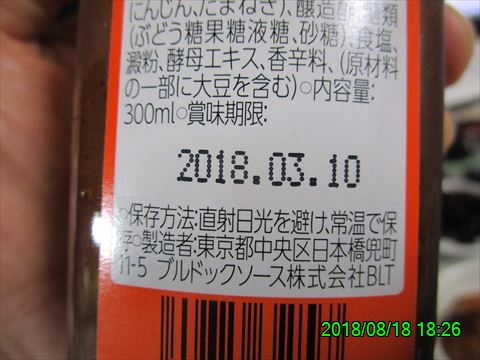 にんじん、たまねぎ)、醸造酢、糖類
(ぶどう糖果糖液糖、砂糖)、食塩、
澱粉、酵母エキス、香辛料、(原材料
の一部に大豆を含む)○内容量:
300ml○賞味期限:
2018.03.10
○保存方法:直射日光を避け、常温で保
存○製造者:東京都中央区日本橋兜町
11-5 ブルドックソース株式会社BLT
2018/08/18 18:26